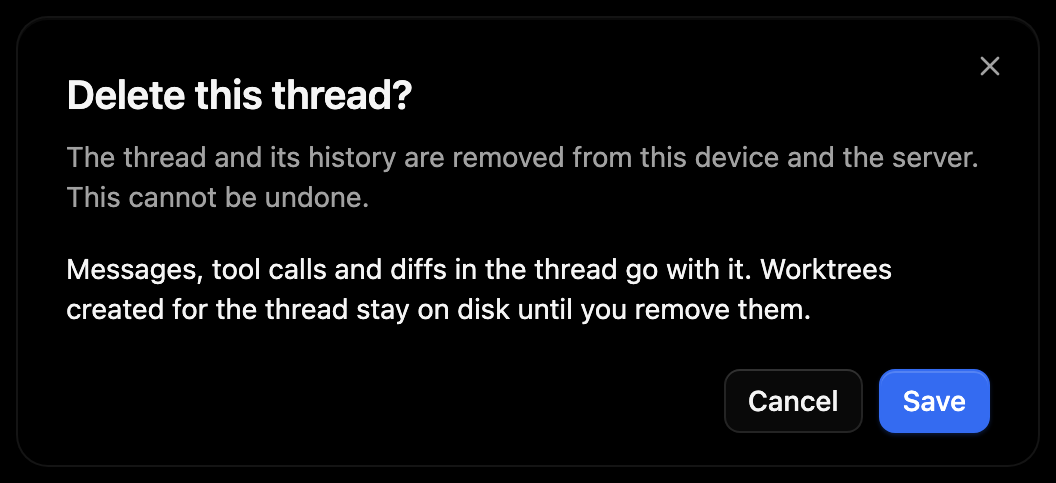 Delete this thread?
The thread and its history are removed from this device and the server.
This cannot be undone.
Messages, tool calls and diffs in the thread go with it. Worktrees
created for the thread stay on disk until you remove them.
Cancel
Save